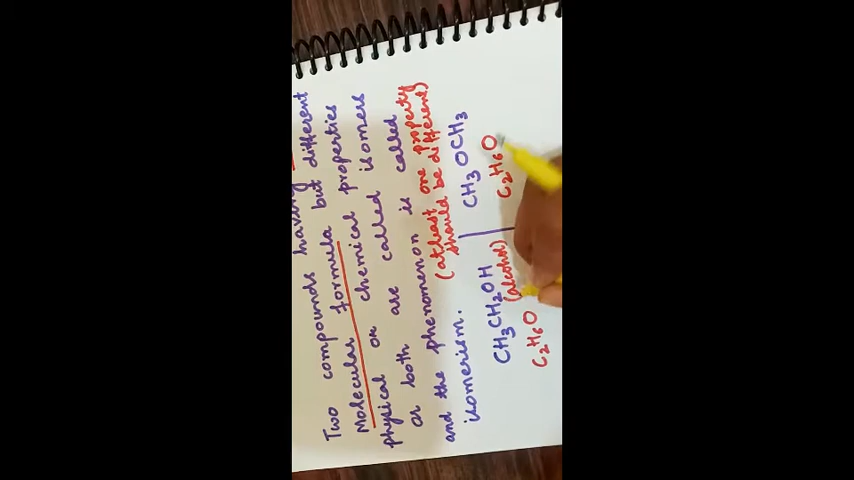 Two compounds having different
Molecular formula but different
physical or chemical properties
or both are called isomers
and the phenomenon is called
isomerism. (atleast one property
should be different)
CH3CH2OH CH3OCH3
(alcohol)
C2H6O C2H6O